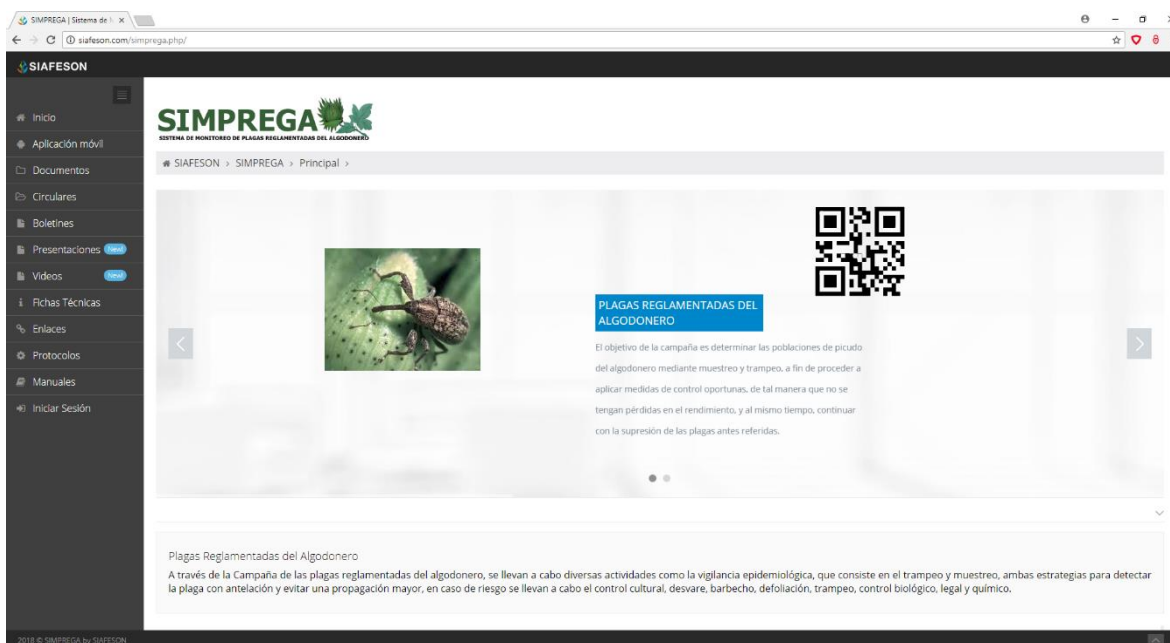 SIMPREGA | Sistema de
siafeson.com/simprega.php/
SIAFESON
Inicio
Aplicación móvil
Documentos
Circulares
Boletines
Presentaciones New!
Videos New!
Fichas Técnicas
Enlaces
Protocolos
Manuales
Iniciar Sesión
SIMPREGA
SISTEMA DE MONITOREO DE PLAGAS REGLAMENTADAS DEL ALGODONERO
SIAFESON > SIMPREGA > Principal >
PLAGAS REGLAMENTADAS DEL
ALGODONERO
El objetivo de la campaña es determinar las poblaciones de picudo
del algodonero mediante muestreo y trampeo, a fin de proceder a
aplicar medidas de control oportunas, de tal manera que no se
tengan pérdidas en el rendimiento, y al mismo tiempo, continuar
con la supresión de las plagas antes referidas.
Plagas Reglamentadas del Algodonero
A través de la Campaña de las plagas reglamentadas del algodonero, se llevan a cabo diversas actividades como la vigilancia epidemiológica, que consiste en el trampeo y muestreo, ambas estrategias para detectar
la plaga con antelación y evitar una propagación mayor, en caso de riesgo se llevan a cabo el control cultural, desvare, barbecho, defoliación, trampeo, control biológico, legal y químico.
2018 © SIMPREGA by SIAFESON